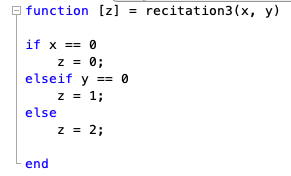 function [z] = recitation3(x, y)
if x == 0
    z = 0;
elseif y == 0
    z = 1;
else
    z = 2;
end